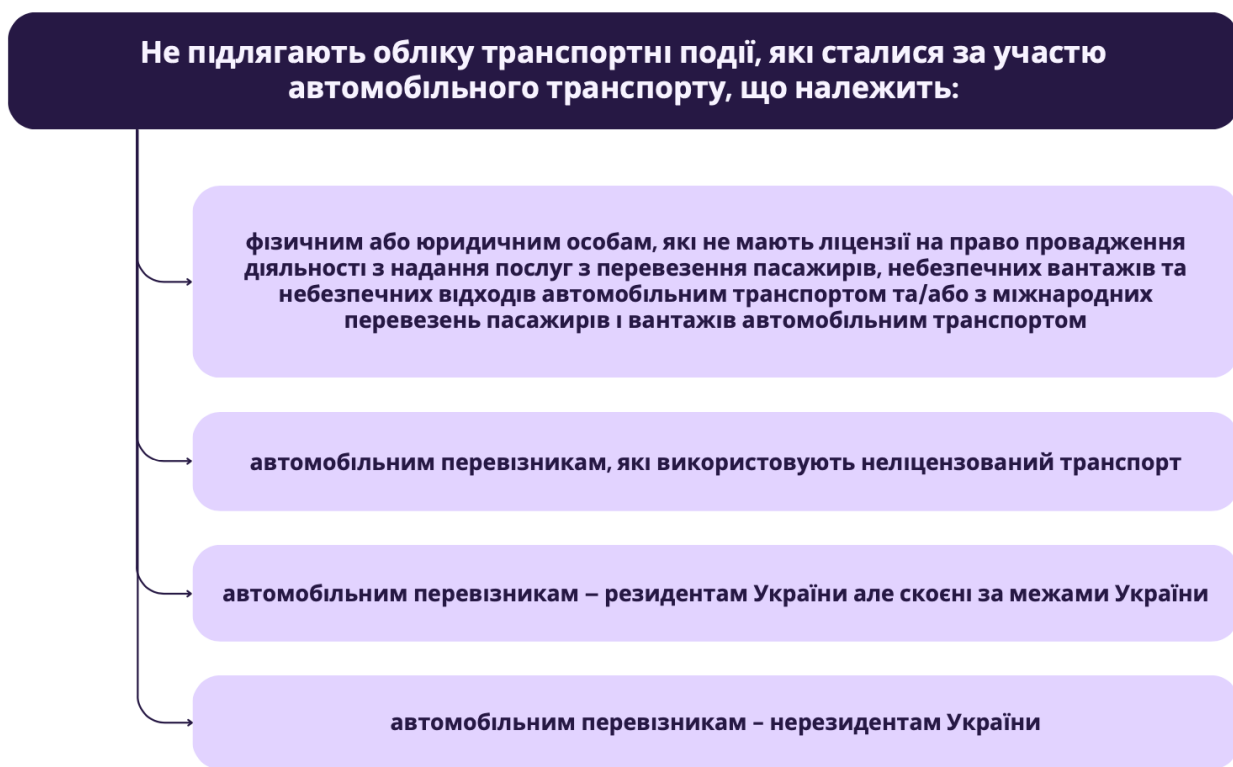 Не підлягають обліку транспортні події, які сталися за участю
автомобільного транспорту, що належить:
фізичним або юридичним особам, які не мають ліцензії на право провадження
діяльності з надання послуг з перевезення пасажирів, небезпечних вантажів та
небезпечних відходів автомобільним транспортом та/або з міжнародних
перевезень пасажирів і вантажів автомобільним транспортом
автомобільним перевізникам, які використовують неліцензований транспорт
автомобільним перевізникам – резидентам України але скоєні за межами України
автомобільним перевізникам – нерезидентам України